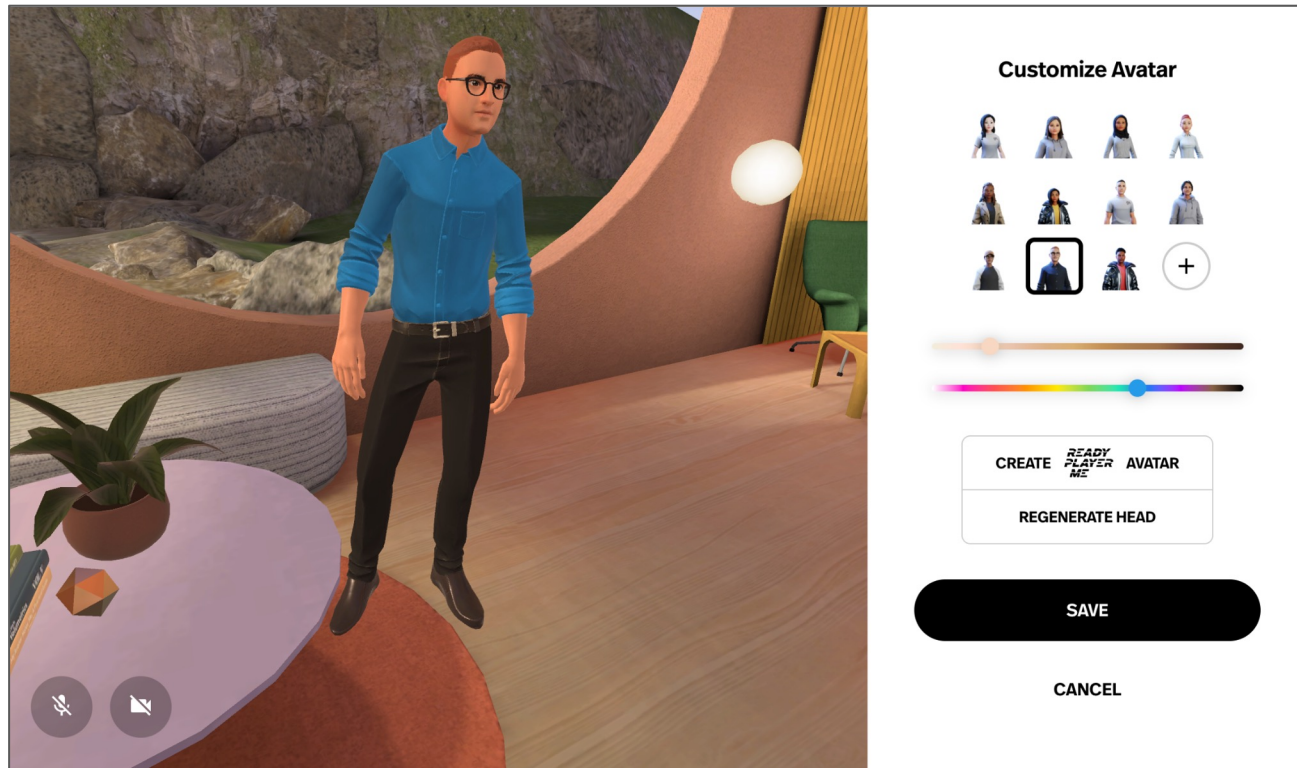 Customize Avatar
+
CREATE READY PLAYER ME AVATAR
REGENERATE HEAD
SAVE
CANCEL